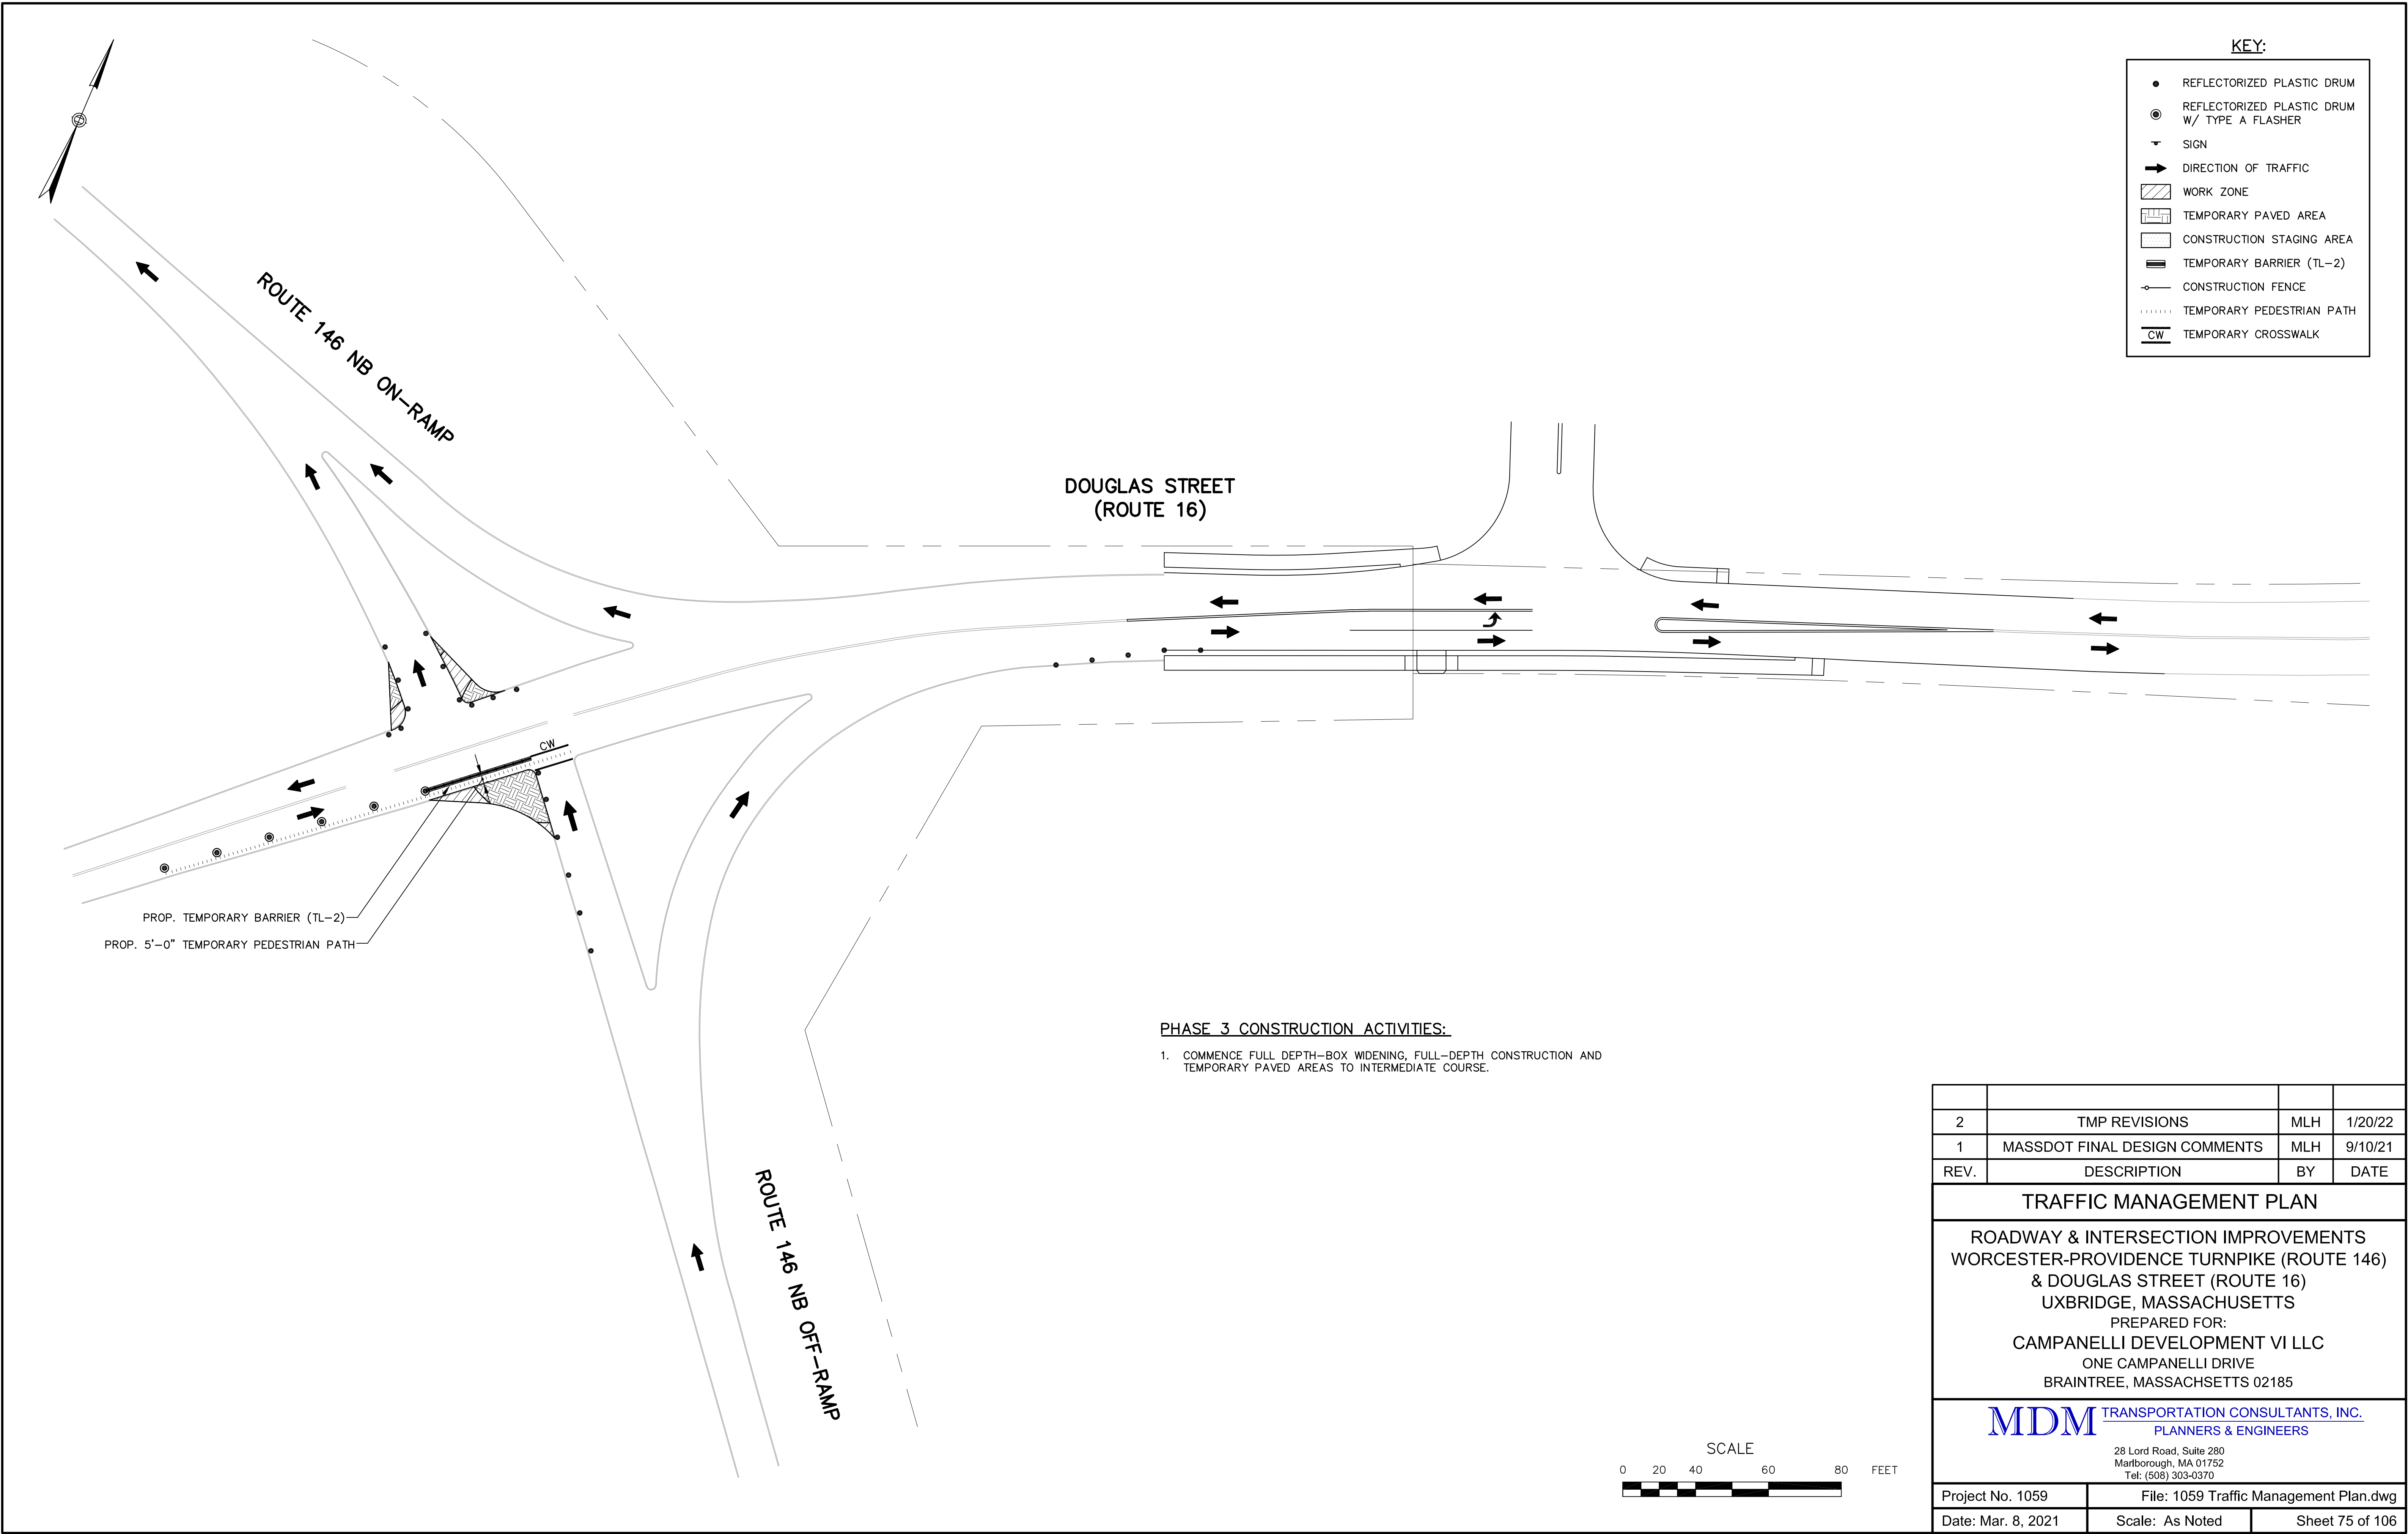 KEY:
REFLECTORIZED PLASTIC DRUM
REFLECTORIZED PLASTIC DRUM
W/ TYPE A FLASHER
SIGN
DIRECTION OF TRAFFIC
WORK ZONE
TEMPORARY PAVED AREA
CONSTRUCTION STAGING AREA
TEMPORARY BARRIER (TL-2)
CONSTRUCTION FENCE
TEMPORARY PEDESTRIAN PATH
CW TEMPORARY CROSSWALK
ROUTE 146 NB ON-RAMP
DOUGLAS STREET
(ROUTE 16)
CW
PROP. TEMPORARY BARRIER (TL-2)
PROP. 5'-0" TEMPORARY PEDESTRIAN PATH
ROUTE 146 NB OFF-RAMP
PHASE 3 CONSTRUCTION ACTIVITIES:
1. COMMENCE FULL DEPTH-BOX WIDENING, FULL-DEPTH CONSTRUCTION AND
TEMPORARY PAVED AREAS TO INTERMEDIATE COURSE.
SCALE
0 20 40 60 80 FEET
2 TMP REVISIONS MLH 1/20/22
1 MASSDOT FINAL DESIGN COMMENTS MLH 9/10/21
REV. DESCRIPTION BY DATE
TRAFFIC MANAGEMENT PLAN
ROADWAY & INTERSECTION IMPROVEMENTS
WORCESTER-PROVIDENCE TURNPIKE (ROUTE 146)
& DOUGLAS STREET (ROUTE 16)
UXBRIDGE, MASSACHUSETTS
PREPARED FOR:
CAMPANELLI DEVELOPMENT VI LLC
ONE CAMPANELLI DRIVE
BRAINTREE, MASSACHSETTS 02185
MDM TRANSPORTATION CONSULTANTS, INC.
PLANNERS & ENGINEERS
28 Lord Road, Suite 280
Marlborough, MA 01752
Tel: (508) 303-0370
Project No. 1059 File: 1059 Traffic Management Plan.dwg
Date: Mar. 8, 2021 Scale: As Noted Sheet 75 of 106